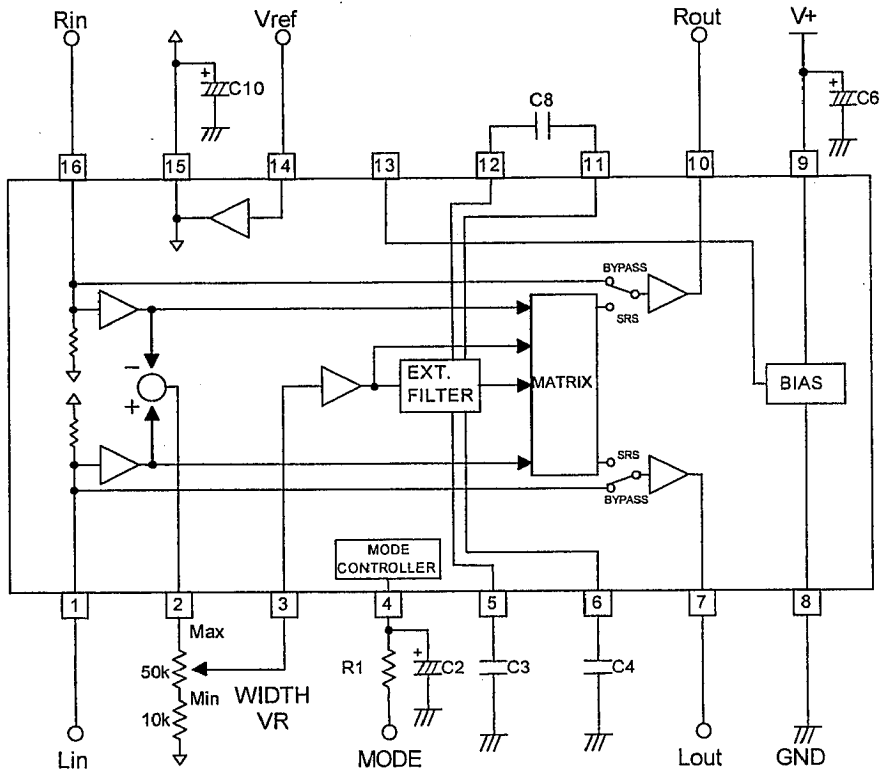 Rin
Vref
Rout
V+
+
C10
C8
+
C6
16
15
14
13
12
11
10
9
BYPASS
SRS
−
+
EXT.
FILTER
MATRIX
BIAS
SRS
BYPASS
MODE
CONTROLLER
1
2
3
4
5
6
7
8
Max
50k
Min
10k
WIDTH
VR
R1
+
C2
C3
C4
Lin
MODE
Lout
GND